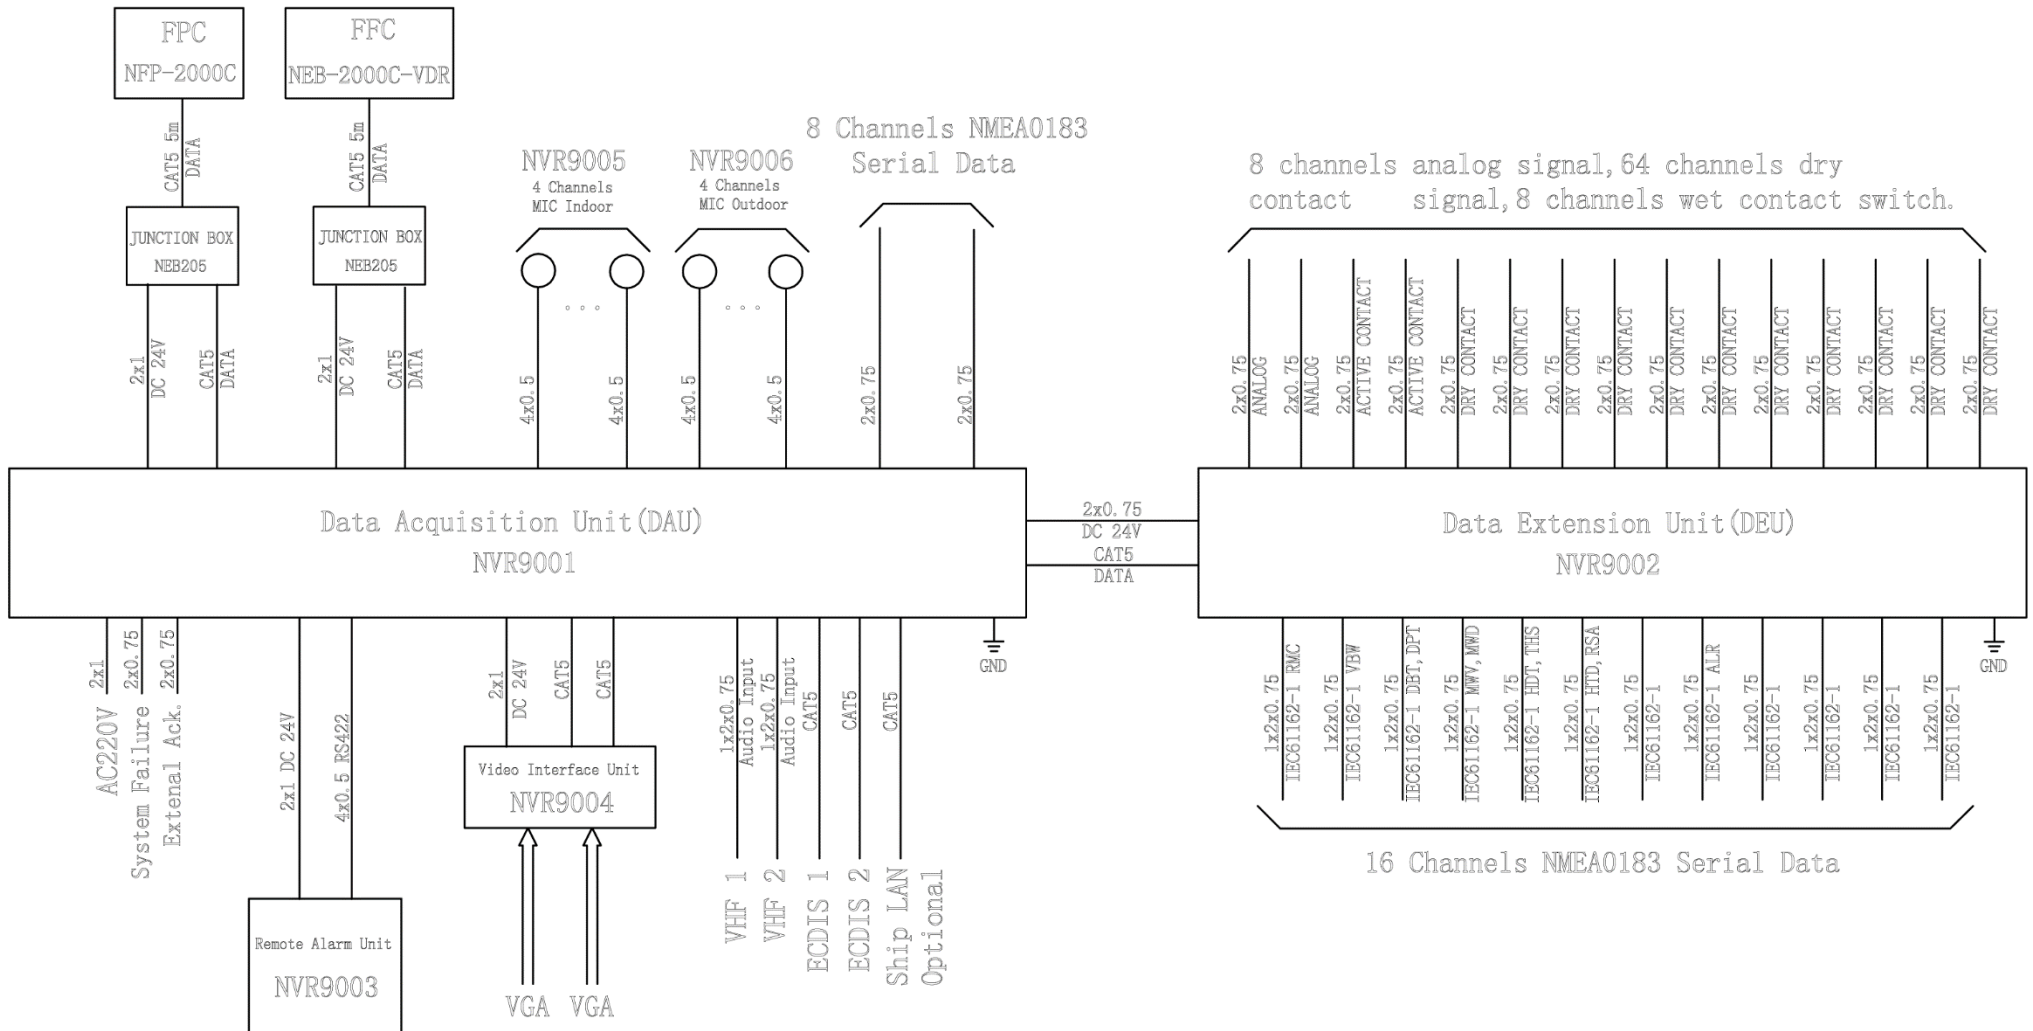 FPC
NFP-2000C
FFC
NEB-2000C-VDR
CAT5 5m
DATA
CAT5 5m
DATA
JUNCTION BOX
NEB205
JUNCTION BOX
NEB205
2x1
DC 24V
CAT5
DATA
2x1
DC 24V
CAT5
DATA
NVR9005
4 Channels
MIC Indoor
...
NVR9006
4 Channels
MIC Outdoor
...
4x0.5
4x0.5
4x0.5
4x0.5
8 Channels NMEA0183
Serial Data
2x0.75
2x0.75
8 channels analog signal,64 channels dry
contact signal,8 channels wet contact switch.
2x0.75
ANALOG
2x0.75
ANALOG
2x0.75
ACTIVE CONTACT
2x0.75
ACTIVE CONTACT
2x0.75
DRY CONTACT
2x0.75
DRY CONTACT
2x0.75
DRY CONTACT
2x0.75
DRY CONTACT
2x0.75
DRY CONTACT
2x0.75
DRY CONTACT
2x0.75
DRY CONTACT
2x0.75
DRY CONTACT
2x0.75
DRY CONTACT
2x0.75
DRY CONTACT
2x0.75
DRY CONTACT
Data Acquisition Unit(DAU)
NVR9001
2x0.75
DC 24V
CAT5
DATA
Data Extension Unit(DEU)
NVR9002
2x1
AC220V
2x0.75
System Failure
2x0.75
Extenal Ack.
2x1 DC 24V
4x0.5 RS422
Remote Alarm Unit
NVR9003
2x1
DC 24V
CAT5
CAT5
Video Interface Unit
NVR9004
VGA
VGA
1x2x0.75
Audio Input
VHF 1
1x2x0.75
Audio Input
VHF 2
CAT5
ECDIS 1
CAT5
ECDIS 2
CAT5
Ship LAN
Optional
GND
1x2x0.75
IEC61162-1 RMC
1x2x0.75
IEC61162-1 VBW
1x2x0.75
IEC61162-1 DBT,DPT
1x2x0.75
IEC61162-1 MWV,MWD
1x2x0.75
IEC61162-1 HDT,THS
1x2x0.75
IEC61162-1 HTD,RSA
1x2x0.75
IEC61162-1
1x2x0.75
IEC61162-1 ALR
1x2x0.75
IEC61162-1
1x2x0.75
IEC61162-1
1x2x0.75
IEC61162-1
1x2x0.75
IEC61162-1
GND
16 Channels NMEA0183 Serial Data